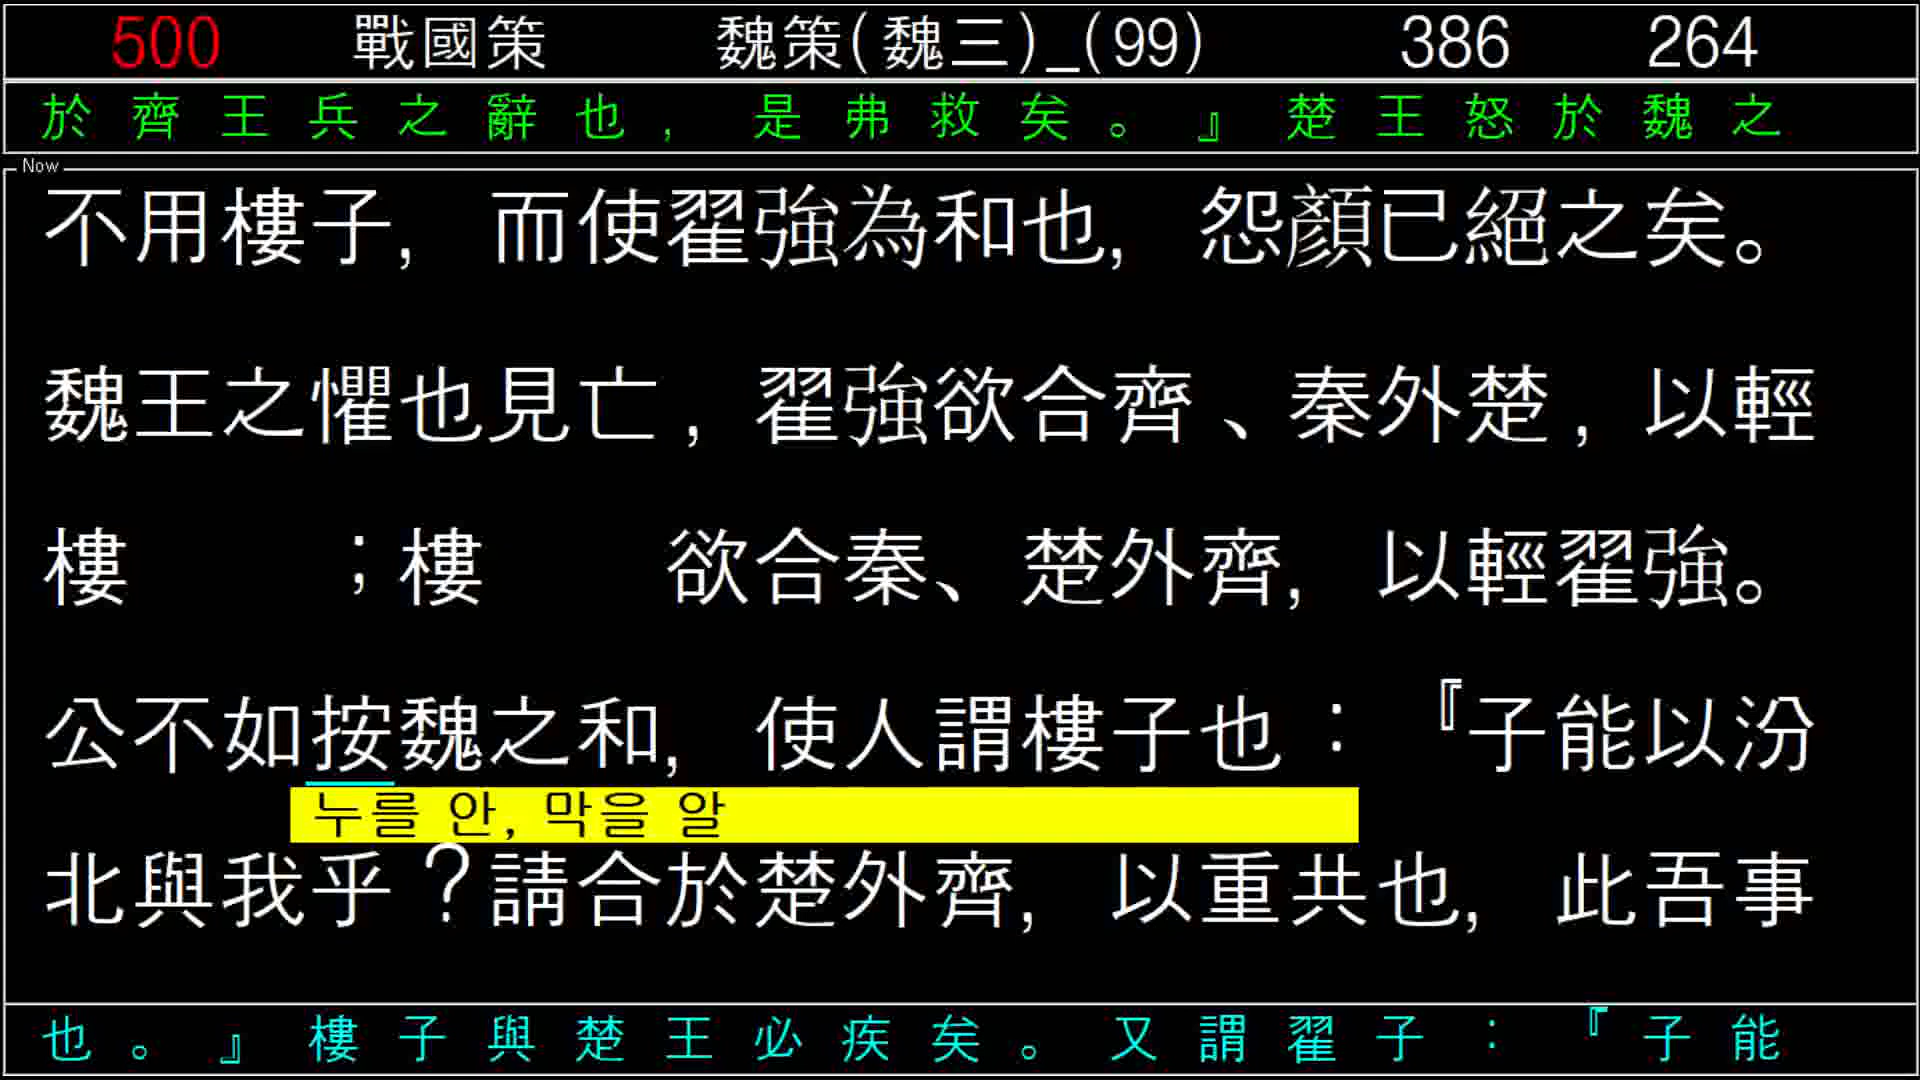 500 戰國策 魏策(魏三)_(99) 386 264
於齊王兵之辭也,是弗救矣。』楚王怒於魏之
Now
不用樓子,而使翟強為和也,怨顏已絕之矣。
魏王之懼也見亡,翟強欲合齊、秦外楚,以輕
樓 ;樓 欲合秦、楚外齊,以輕翟強。
公不如按魏之和,使人謂樓子也:『子能以汾
누를 안, 막을 알
北與我乎?請合於楚外齊,以重共也,此吾事
也。』樓子與楚王必疾矣。又謂翟子:『子能